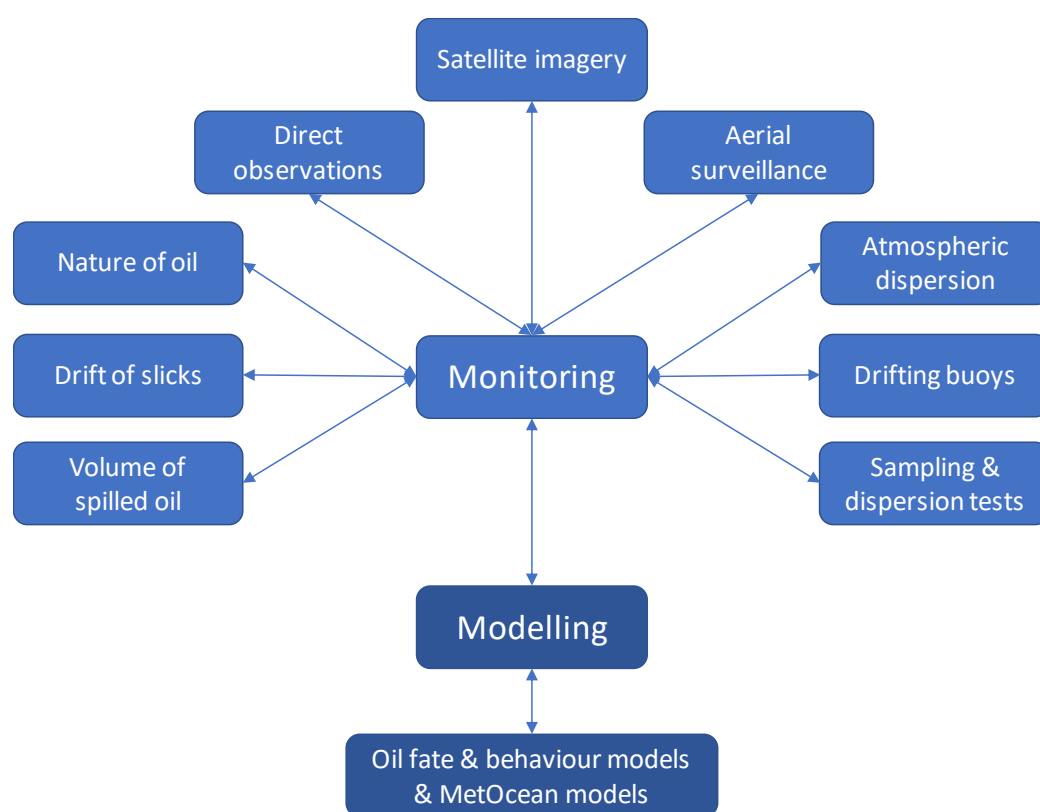 Satellite imagery
Direct
observations
Aerial
surveillance
Nature of oil
Atmospheric
dispersion
Drift of slicks
Monitoring
Drifting buoys
Volume of
spilled oil
Sampling &
dispersion tests
Modelling
Oil fate & behaviour models
& MetOcean models